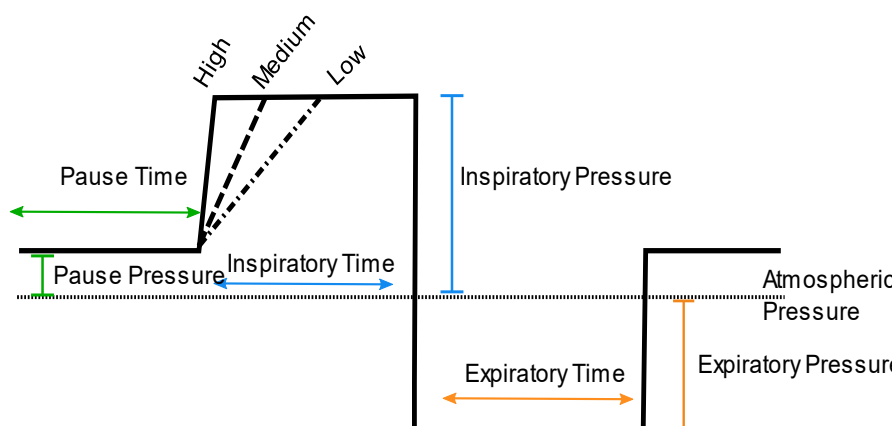 High
Medium
Low
Pause Time
Inspiratory Pressure
Pause Pressure
Inspiratory Time
Atmospheric
Pressure
Expiratory Pressure
Expiratory Time